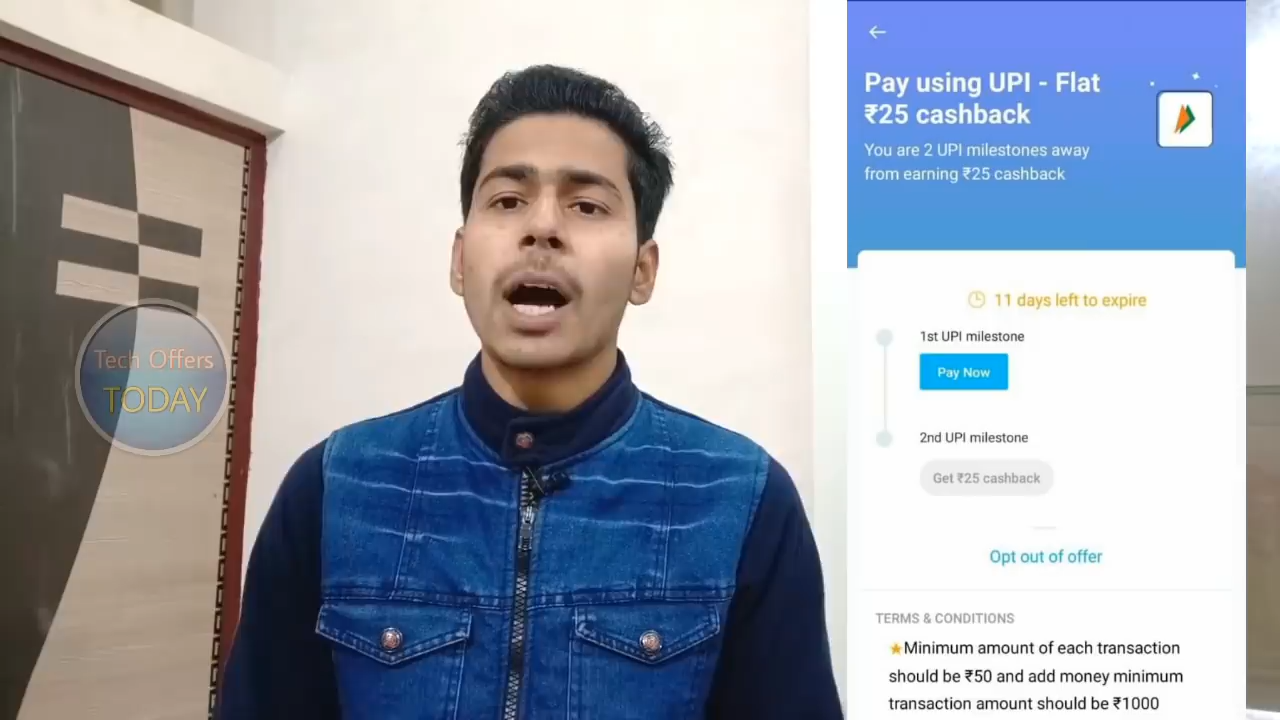 Tech Offers
TODAY
Pay using UPI - Flat
₹25 cashback
You are 2 UPI milestones away
from earning ₹25 cashback
11 days left to expire
1st UPI milestone
Pay Now
2nd UPI milestone
Get ₹25 cashback
Opt out of offer
TERMS & CONDITIONS
Minimum amount of each transaction
should be ₹50 and add money minimum
transaction amount should be ₹1000